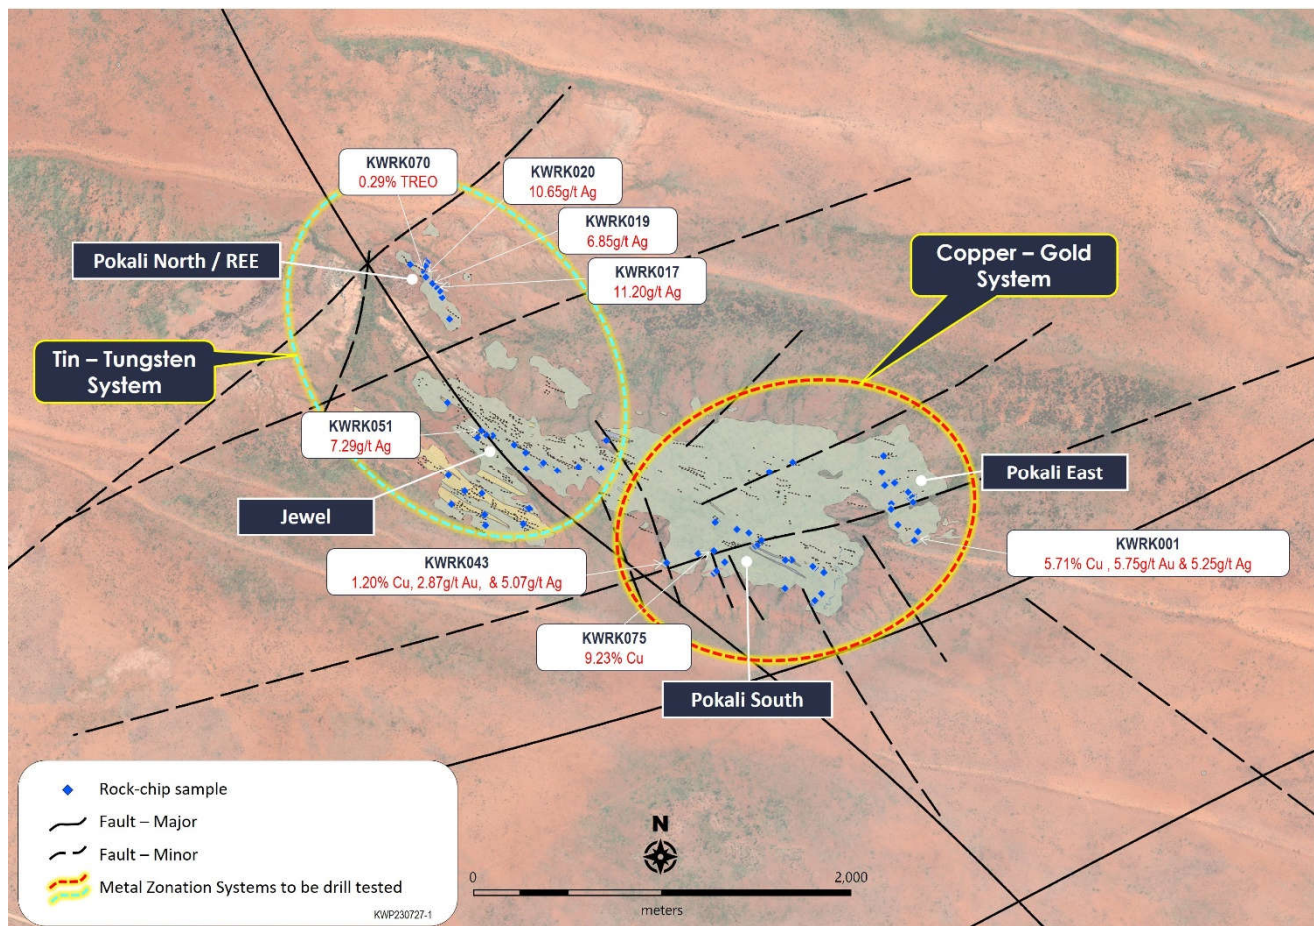 KWRK070
0.29% TREO
KWRK020
10.65g/t Ag
KWRK019
6.85g/t Ag
KWRK017
11.20g/t Ag
Pokali North / REE
Copper – Gold
System
Tin – Tungsten
System
KWRK051
7.29g/t Ag
Jewel
Pokali East
KWRK043
1.20% Cu, 2.87g/t Au,  & 5.07g/t Ag
KWRK001
5.71% Cu , 5.75g/t Au & 5.25g/t Ag
KWRK075
9.23% Cu
Pokali South
Rock-chip sample
Fault – Major
Fault – Minor
Metal Zonation Systems to be drill tested
KWP230727-1
N
0
2,000
meters